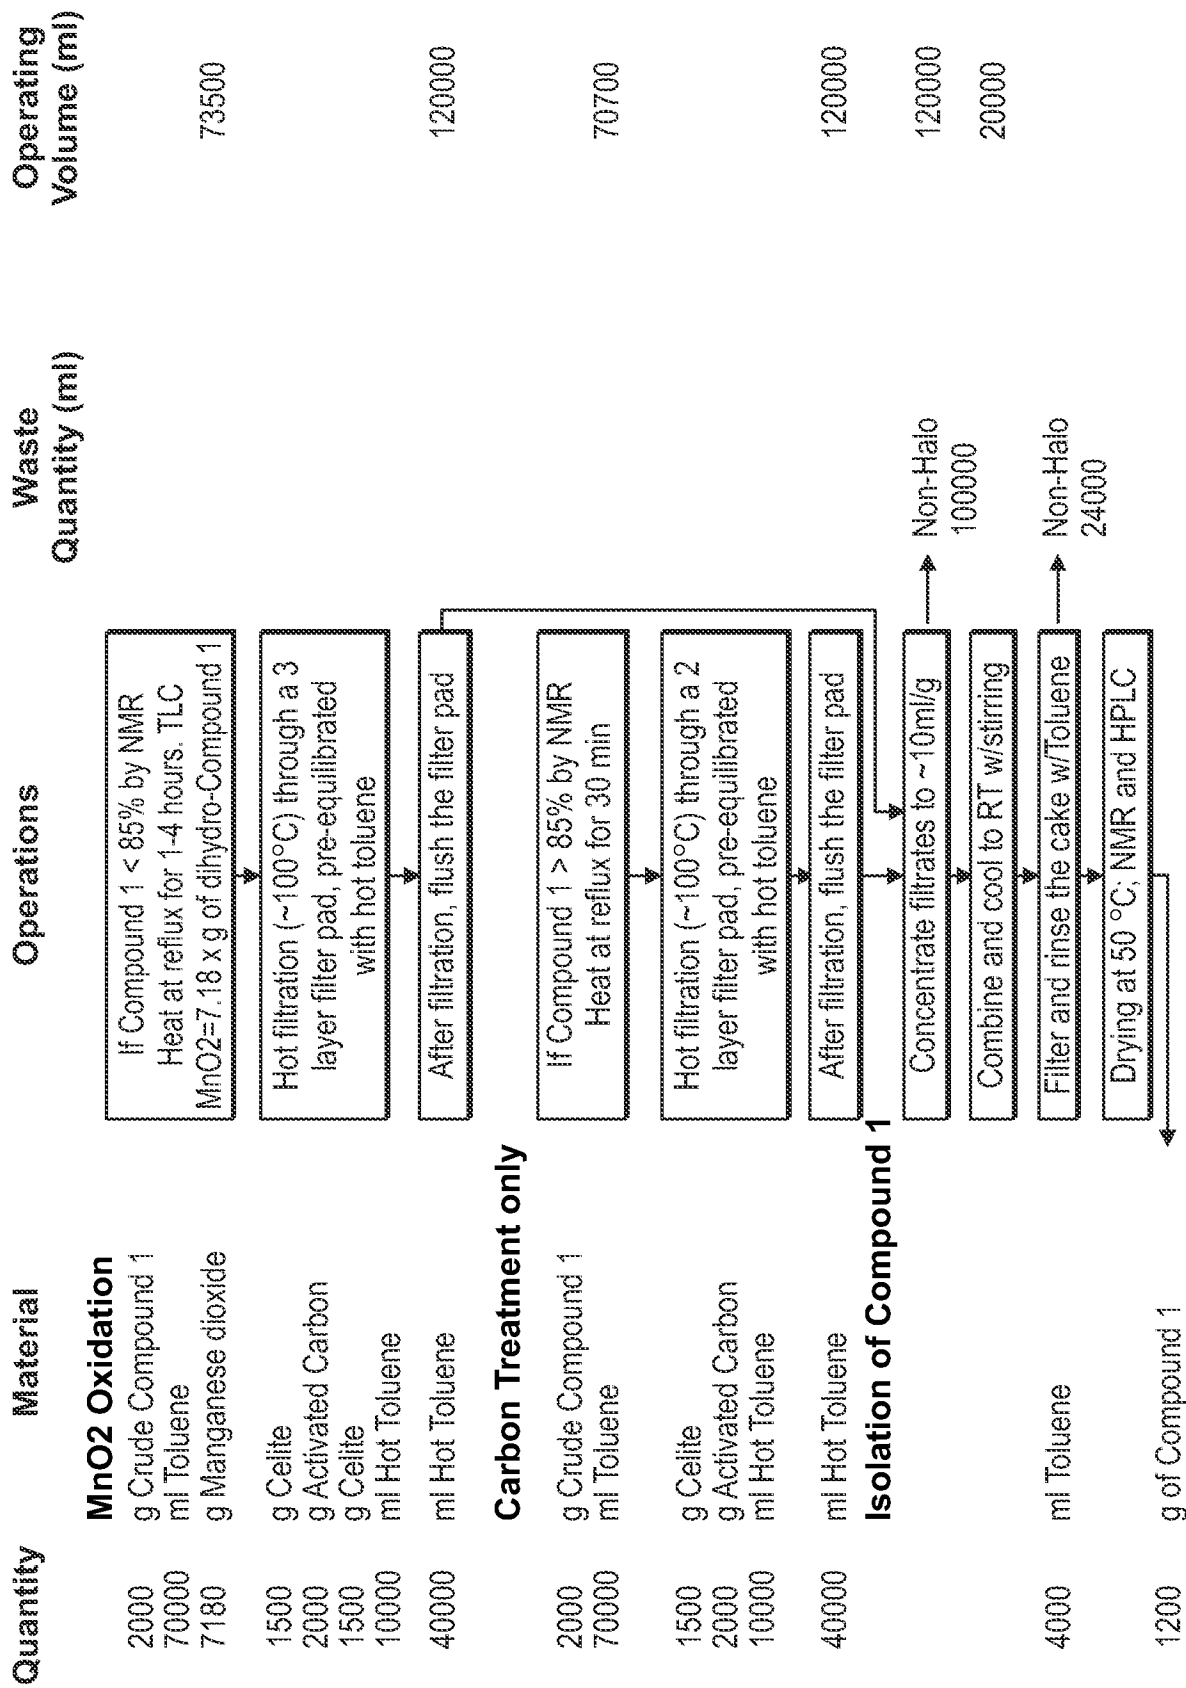 Quantity Material Operations Waste Operating
Quantity (ml) Volume (ml)
MnO2 Oxidation
2000 g Crude Compound 1 If Compound 1 < 85% by NMR
70000 ml Toluene Heat at reflux for 1-4 hours. TLC
7180 g Manganese dioxide MnO2=7.18 x g of dihydro-Compound 1 73500
1500 g Celite Hot filtration (~100°C) through a 3
2000 g Activated Carbon layer filter pad, pre-equilibrated
1500 g Celite with hot toluene
10000 ml Hot Toluene
40000 ml Hot Toluene After filtration, flush the filter pad 120000
Carbon Treatment only
2000 g Crude Compound 1 If Compound 1 > 85% by NMR
70000 ml Toluene Heat at reflux for 30 min 70700
1500 g Celite Hot filtration (~100°C) through a 2
2000 g Activated Carbon layer filter pad, pre-equilibrated
10000 ml Hot Toluene with hot toluene
40000 ml Hot Toluene After filtration, flush the filter pad 120000
Isolation of Compound 1
Concentrate filtrates to ~10ml/g Non-Halo 120000
100000
Combine and cool to RT w/stirring 20000
4000 ml Toluene Filter and rinse the cake w/Toluene Non-Halo
24000
Drying at 50 °C; NMR and HPLC
1200 g of Compound 1